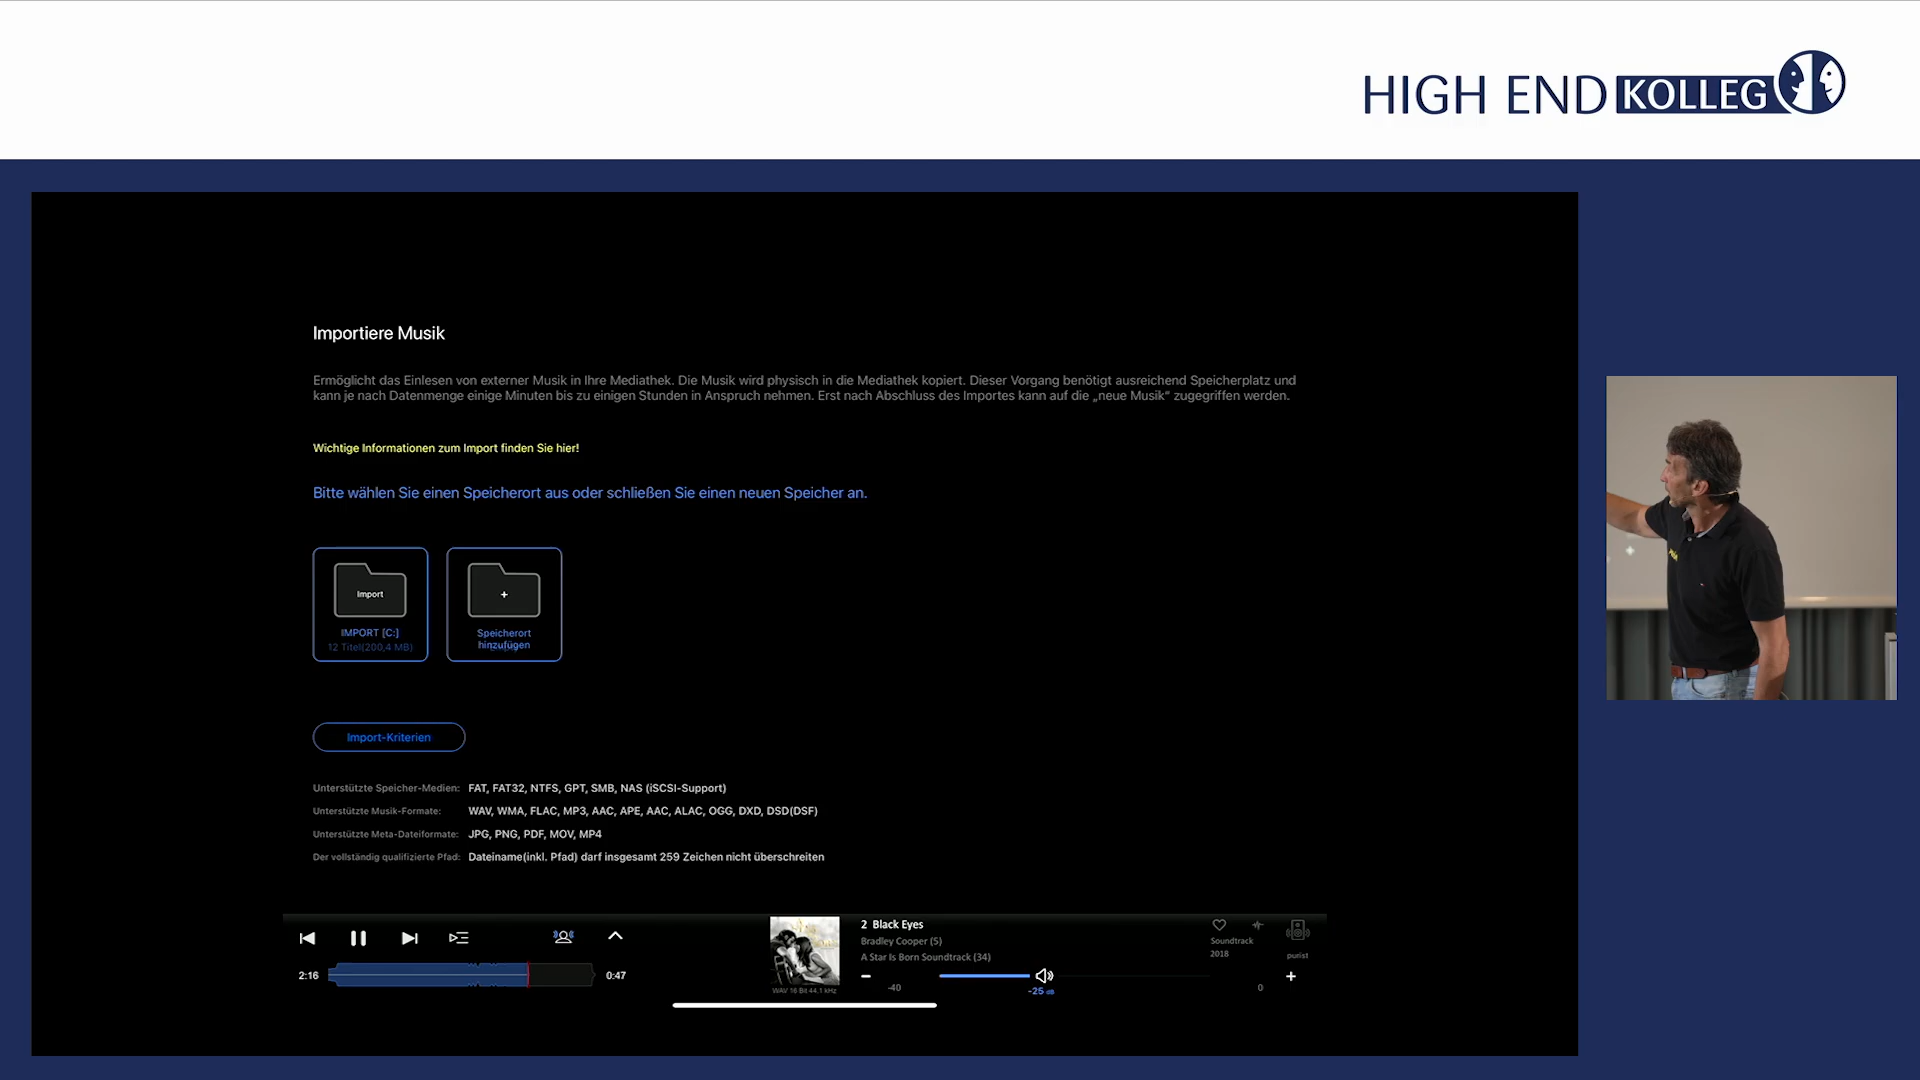 HIGH END KOLLEG
Importiere Musik
Ermöglicht das Einlesen von externer Musik in Ihre Mediathek. Die Musik wird physisch in die Mediathek kopiert. Dieser Vorgang benötigt ausreichend Speicherplatz und
kann je nach Datenmenge einige Minuten bis zu einigen Stunden in Anspruch nehmen. Erst nach Abschluss des Importes kann auf die „neue Musik“ zugegriffen werden.
Wichtige Informationen zum Import finden Sie hier!
Bitte wählen Sie einen Speicherort aus oder schließen Sie einen neuen Speicher an.
Import
IMPORT [C:]
12 Titel(200,4 MB)
+
Speicherort
hinzufügen
Import-Kriterien
Unterstützte Speicher-Medien: FAT, FAT32, NTFS, GPT, SMB, NAS (iSCSI-Support)
Unterstützte Musik-Formate: WAV, WMA, FLAC, MP3, AAC, APE, AAC, ALAC, OGG, DXD, DSD(DSF)
Unterstützte Meta-Dateiformate: JPG, PNG, PDF, MOV, MP4
Der vollständig qualifizierte Pfad: Dateiname(inkl. Pfad) darf insgesamt 259 Zeichen nicht überschreiten
2:16
0:47
WAV 16 Bit 44.1 kHz
2 Black Eyes
Bradley Cooper (5)
A Star Is Born Soundtrack (34)
-40
-25 dB
0
Soundtrack
2018
purist